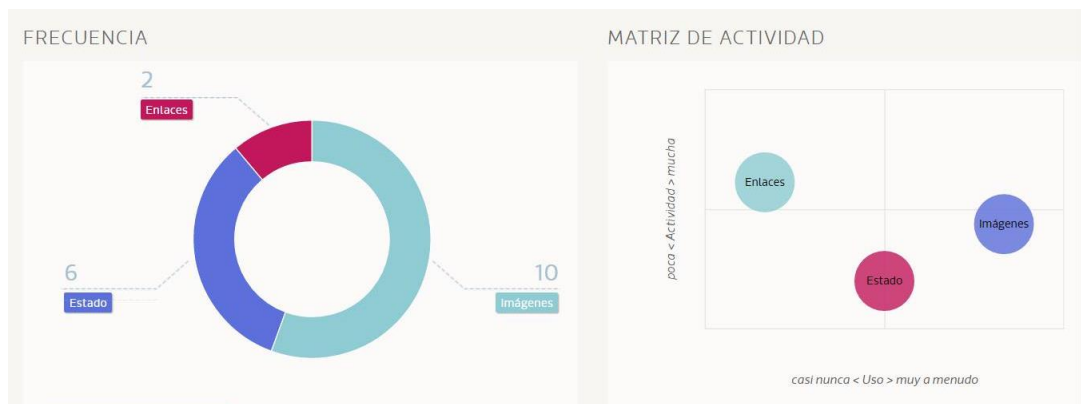 FRECUENCIA
2
Enlaces
6
Estado
10
Imágenes
MATRIZ DE ACTIVIDAD
poca < Actividad > mucha
Enlaces
Imágenes
Estado
casi nunca < Uso > muy a menudo